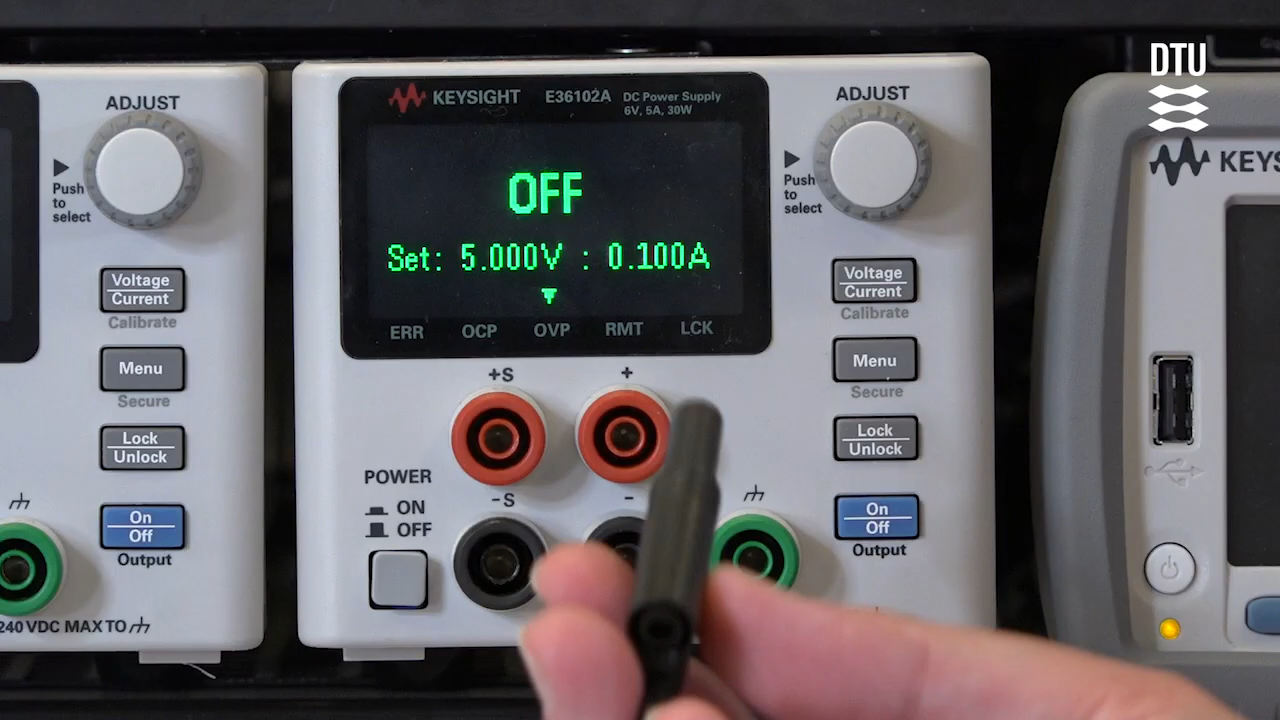 DTU
ADJUST
Push
to
select
Voltage
Current
Calibrate
Menu
Secure
Lock
Unlock
On
Off
Output
240 VDC MAX TO
KEYSIGHT E36102A DC Power Supply
6V, 5A, 30W
OFF
Set: 5.000V : 0.100A
ERR OCP OVP RMT LCK
+S +
-S -
POWER
ON
OFF
ADJUST
Push
to
select
Voltage
Current
Calibrate
Menu
Secure
Lock
Unlock
On
Off
Output
KEYS